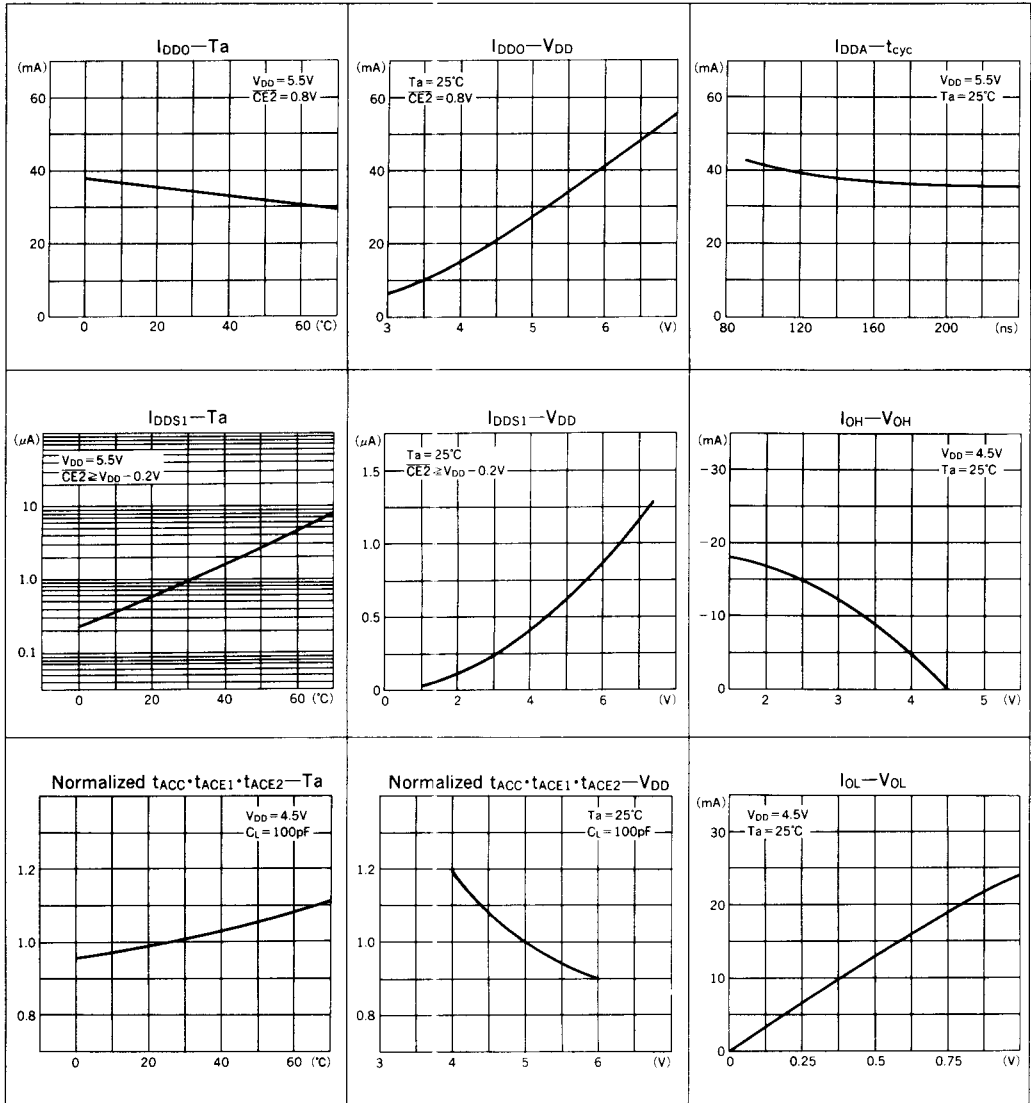 IDDO—Ta
(mA)
VDD = 5.5V
CE2 = 0.8V
60
40
20
0
0 20 40 60 (℃)
IDDO—VDD
(mA)
Ta = 25℃
CE2 = 0.8V
60
40
20
0
3 4 5 6 (V)
IDDA—tcyc
(mA)
VDD = 5.5V
Ta = 25℃
60
40
20
0
80 120 160 200 (ns)
IDDS1—Ta
(μA)
VDD = 5.5V
CE2 ≧ VDD − 0.2V
10
1.0
0.1
0 20 40 60 (℃)
IDDS1—VDD
(μA)
Ta = 25℃
CE2 ≧ VDD − 0.2V
1.5
1.0
0.5
0
0 2 4 6 (V)
IOH—VOH
(mA)
VDD = 4.5V
Ta = 25℃
−30
−20
−10
0
2 3 4 5 (V)
Normalized tACC・tACE1・tACE2—Ta
VDD = 4.5V
CL = 100pF
1.2
1.0
0.8
0 20 40 60 (℃)
Normalized tACC・tACE1・tACE2—VDD
Ta = 25℃
CL = 100pF
1.2
1.0
0.8
3 4 5 6 (V)
IOL—VOL
(mA)
VDD = 4.5V
Ta = 25℃
30
20
10
0
0 0.25 0.5 0.75 (V)